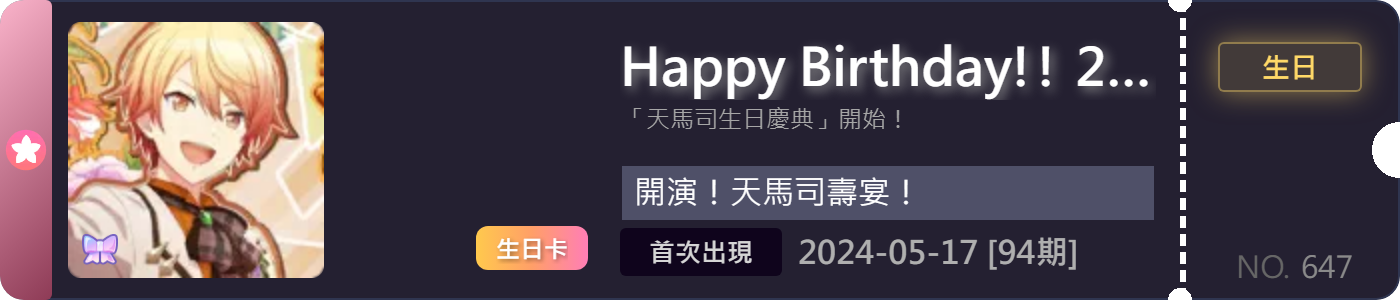 Happy Birthday!! 2...
「天馬司生日慶典」開始！
開演！天馬司壽宴！
生日卡
首次出現
2024-05-17 [94期]
生日
NO. 647